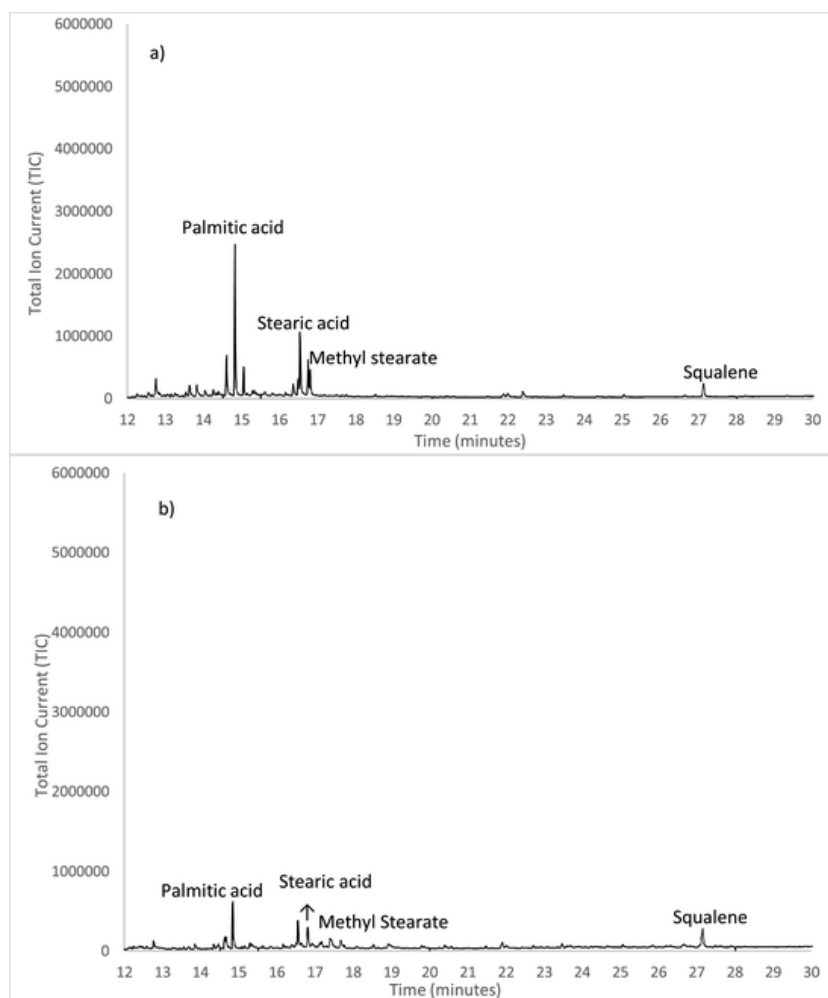 6000000
a)
5000000
Total Ion Current (TIC)
4000000
3000000
Palmitic acid
2000000
Stearic acid
1000000
Methyl stearate
Squalene
0
12 13 14 15 16 17 18 19 20 21 22 23 24 25 26 27 28 29 30
Time (minutes)
6000000
b)
5000000
Total Ion Current (TIC)
4000000
3000000
2000000
1000000
Palmitic acid
Stearic acid
Methyl Stearate
Squalene
0
12 13 14 15 16 17 18 19 20 21 22 23 24 25 26 27 28 29 30
Time (minutes)